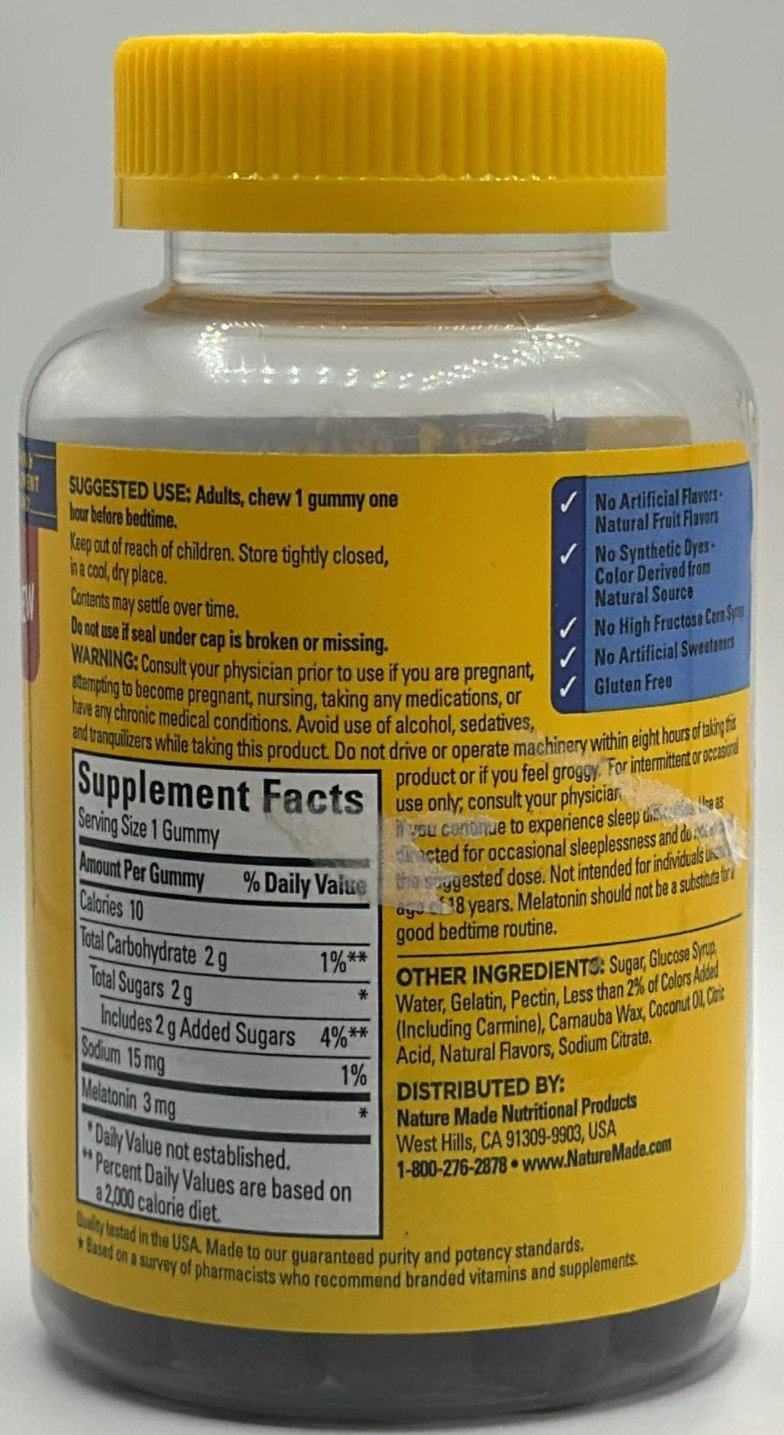 ENT
SUGGESTED USE: Adults, chew 1 gummy one
hour before bedtime.
Keep out of reach of children. Store tightly closed,
in a cool, dry place.
Contents may settle over time.
Do not use if seal under cap is broken or missing.
WARNING: Consult your physician prior to use if you are pregnant,
attempting to become pregnant, nursing, taking any medications, or
have any chronic medical conditions. Avoid use of alcohol, sedatives,
and tranquilizers while taking this product. Do not drive or operate machinery within eight hours of taking this
product or if you feel groggy. For intermittent or occasional
use only; consult your physician
if you continue to experience sleep difficulties. Use as
directed for occasional sleeplessness and do not
the suggested dose. Not intended for individuals
age of 18 years. Melatonin should not be a substitute for a
good bedtime routine.
✓ No Artificial Flavors-
Natural Fruit Flavors
✓ No Synthetic Dyes-
Color Derived from
Natural Source
✓ No High Fructose Corn Syrup
✓ No Artificial Sweeteners
✓ Gluten Free
Supplement Facts
Serving Size 1 Gummy
Amount Per Gummy % Daily Value
Calories 10
Total Carbohydrate 2 g 1%**
Total Sugars 2 g *
Includes 2 g Added Sugars 4%**
Sodium 15 mg 1%
Melatonin 3 mg *
* Daily Value not established.
** Percent Daily Values are based on
a 2,000 calorie diet.
OTHER INGREDIENTS: Sugar, Glucose Syrup,
Water, Gelatin, Pectin, Less than 2% of Colors Added
(Including Carmine), Carnauba Wax, Coconut Oil, Citric
Acid, Natural Flavors, Sodium Citrate.
DISTRIBUTED BY:
Nature Made Nutritional Products
West Hills, CA 91309-9903, USA
1-800-276-2878 • www.NatureMade.com
Quality tested in the USA. Made to our guaranteed purity and potency standards.
* Based on a survey of pharmacists who recommend branded vitamins and supplements.